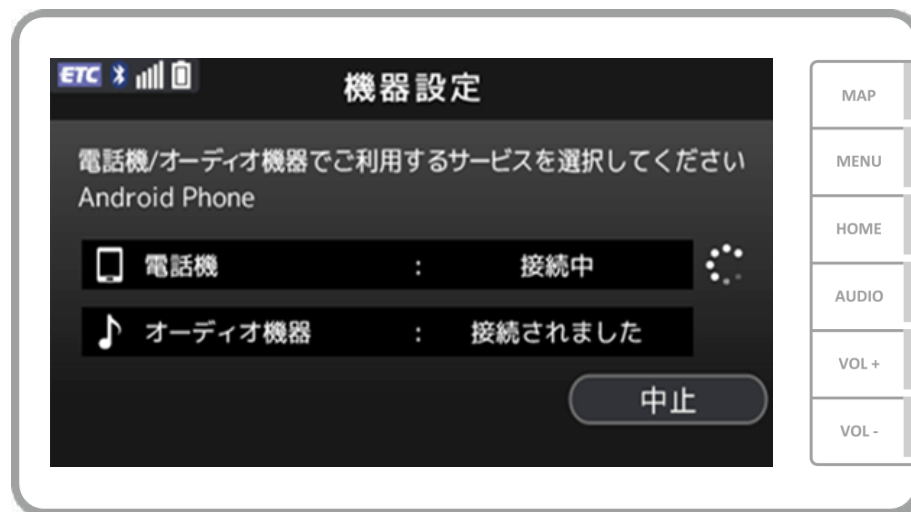 ETC
機器設定
電話機/オーディオ機器でご利用するサービスを選択してください
Android Phone
電話機 : 接続中
オーディオ機器 : 接続されました
中止
MAP
MENU
HOME
AUDIO
VOL +
VOL -